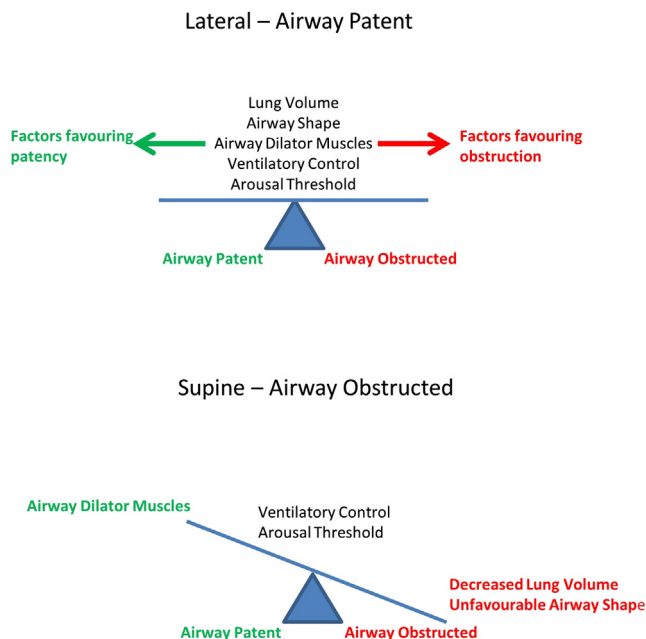 Lateral – Airway Patent
Lung Volume
Airway Shape
Factors favouring
patency
Airway Dilator Muscles
Factors favouring
obstruction
Ventilatory Control
Arousal Threshold
Airway Patent
Airway Obstructed
Supine – Airway Obstructed
Airway Dilator Muscles
Ventilatory Control
Arousal Threshold
Decreased Lung Volume
Unfavourable Airway Shape
Airway Patent
Airway Obstructed